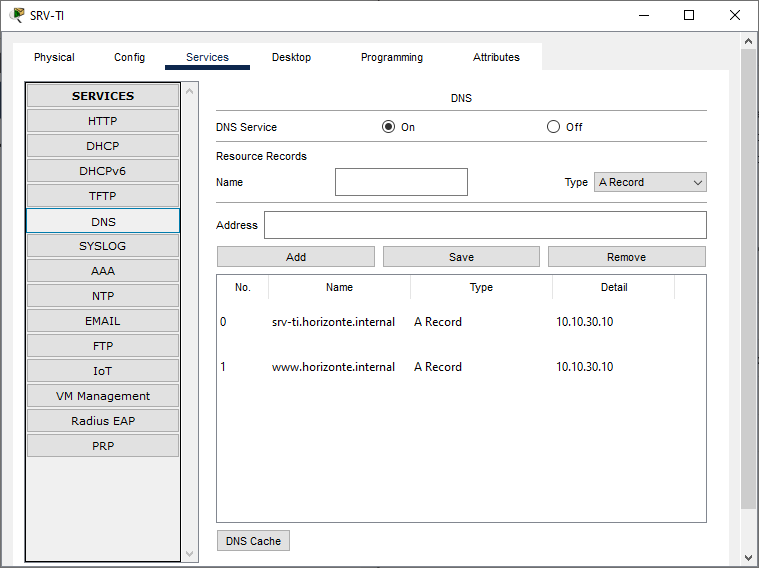 SRV-TI
Physical Config Services Desktop Programming Attributes
SERVICES
HTTP
DHCP
DHCPv6
TFTP
DNS
SYSLOG
AAA
NTP
EMAIL
FTP
IoT
VM Management
Radius EAP
PRP
DNS
DNS Service On Off
Resource Records
Name Type A Record
Address
Add Save Remove
No. Name Type Detail
0 srv-ti.horizonte.internal A Record 10.10.30.10
1 www.horizonte.internal A Record 10.10.30.10
DNS Cache